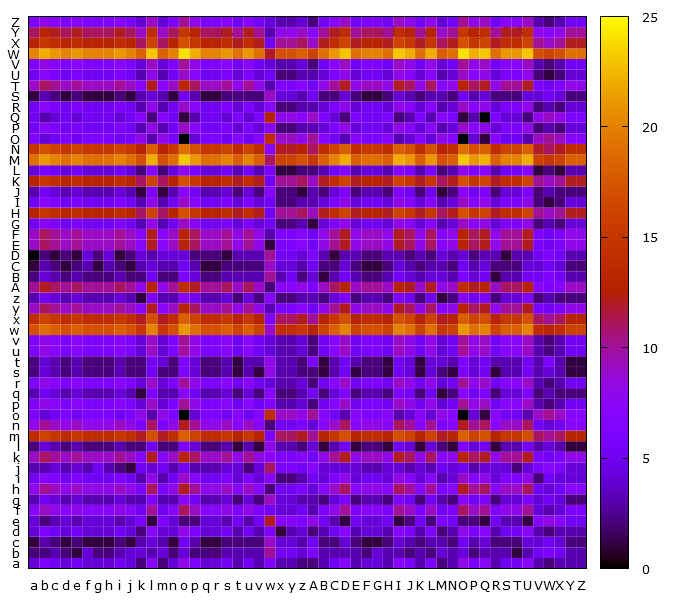 Z
Y
X
W
V
U
T
S
R
Q
P
O
N
M
L
K
J
I
H
G
F
E
D
C
B
A
z
y
x
w
v
u
t
s
r
q
p
o
n
m
l
k
j
i
h
g
f
e
d
c
b
a
a b c d e f g h i j k l m n o p q r s t u v w x y z A B C D E F G H I J K L M N O P Q R S T U V W X Y Z
25
20
15
10
5
0